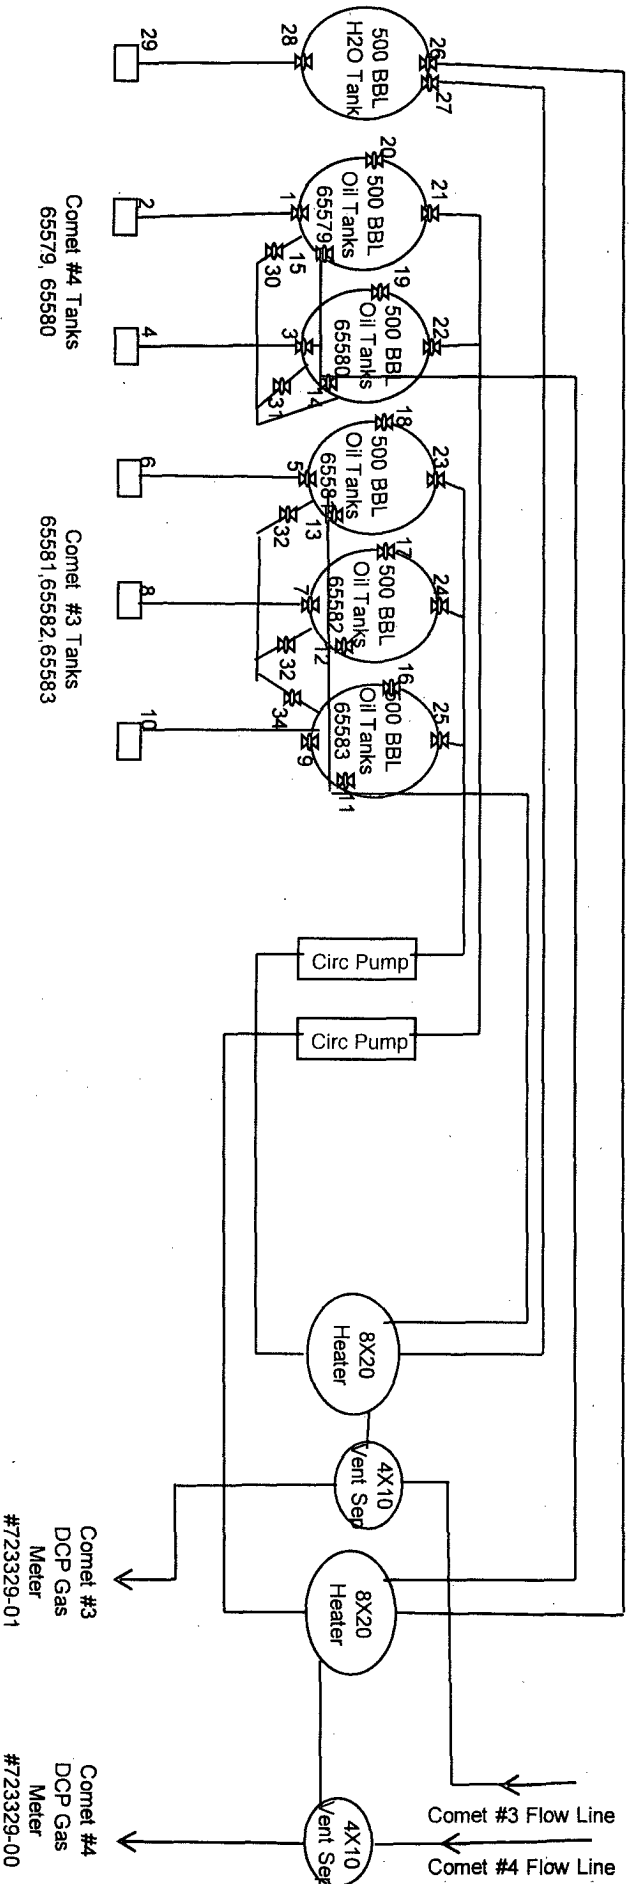 29
28
500 BBL
H2O Tank
26
27
20
500 BBL
Oil Tanks
65579
21
2
1
15
30
Comet #4 Tanks
65579, 65580
19
500 BBL
Oil Tanks
65580
22
4
3
14
31
18
500 BBL
Oil Tanks
65581
23
6
5
13
32
Comet #3 Tanks
65581,65582,65583
17
500 BBL
Oil Tanks
65582
24
8
7
12
32
16
500 BBL
Oil Tanks
65583
25
10
9
34
11
Circ Pump
Circ Pump
8X20
Heater
4X10
Vent Sep
Comet #3
DCP Gas
Meter
#723329-01
8X20
Heater
Comet #3 Flow Line
4X10
Vent Sep
Comet #4 Flow Line
Comet #4
DCP Gas
Meter
#723329-00